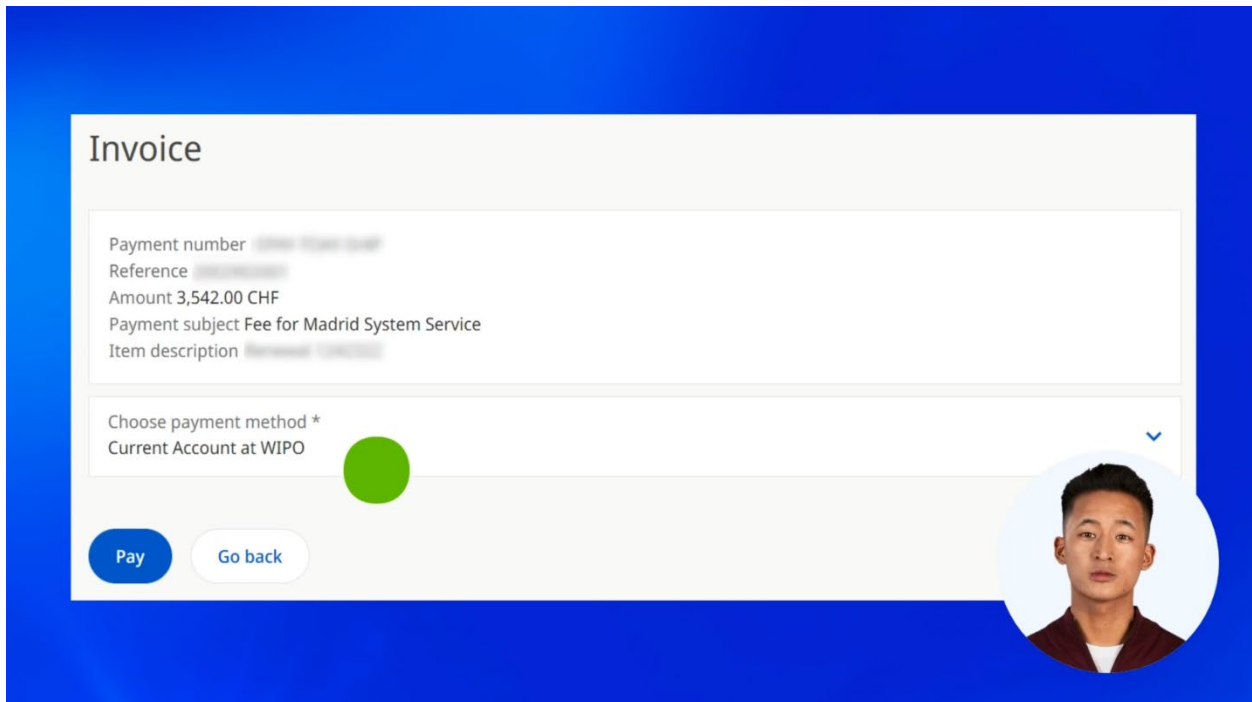 Invoice
Payment number
Reference
Amount 3,542.00 CHF
Payment subject Fee for Madrid System Service
Item description
Choose payment method *
Current Account at WIPO
Pay
Go back